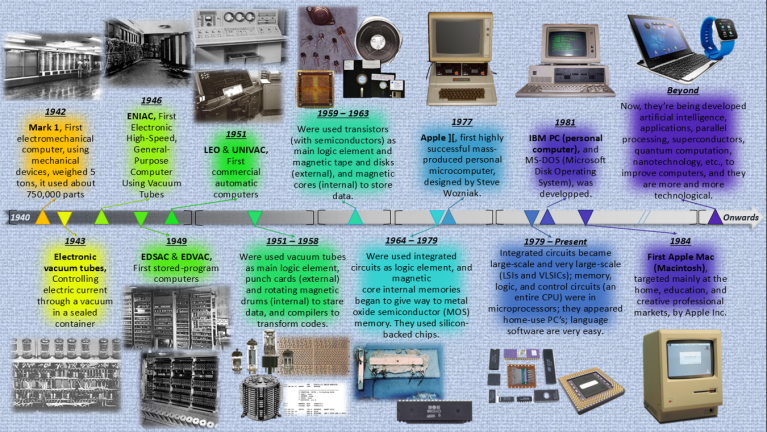 1942
Mark 1, First
electromechanical
computer, using
mechanical
devices, weighed 5
tons, it used about
750,000 parts
1946
ENIAC, First
Electronic
High-Speed,
General-
Purpose
Computer
Using Vacuum
Tubes
1951
LEO & UNIVAC,
First
commercial
automatic
computers
1959 – 1963
Were used transistors
(with semiconductors) as
main logic element and
magnetic tape and disks
(external), and magnetic
cores (internal) to store
data.
1977
Apple ][, first highly
successful mass-
produced personal
microcomputer,
designed by Steve
Wozniak.
1981
IBM PC (personal
computer), and
MS-DOS (Microsoft
Disk Operating
System), was
developped.
Beyond
Now, they're being developed
artificial intelligence,
applications, parallel
processing, superconductors,
quantum computation,
nanotechnology, etc., to
improve computers, and they
are more and more
technological.
1940
Onwards
1943
Electronic
vacuum tubes,
Controlling
electric current
through a vacuum
in a sealed
container
1949
EDSAC & EDVAC,
First stored-program
computers
1951 – 1958
Were used vacuum tubes
as main logic element,
punch cards (external)
and rotating magnetic
drums (internal) to stare
data, and compilers to
transform codes.
1964 – 1979
Were used integrated
circuits as logic element, and
magnetic
core internal memories
began to give way to metal
oxide semiconductor (MOS)
memory. They used silicon-
backed chips.
1979 – Present
Integrated circuits became
large-scale and very large-scale
(LSIs and VLSICs); memory,
logic, and control circuits (an
entire CPU) were in
microprocessors; they appeared
home-use PC's; language
software are very easy.
1984
First Apple Mac
(Macintosh),
targeted mainly at the
home, education, and
creative professional
markets, by Apple Inc.